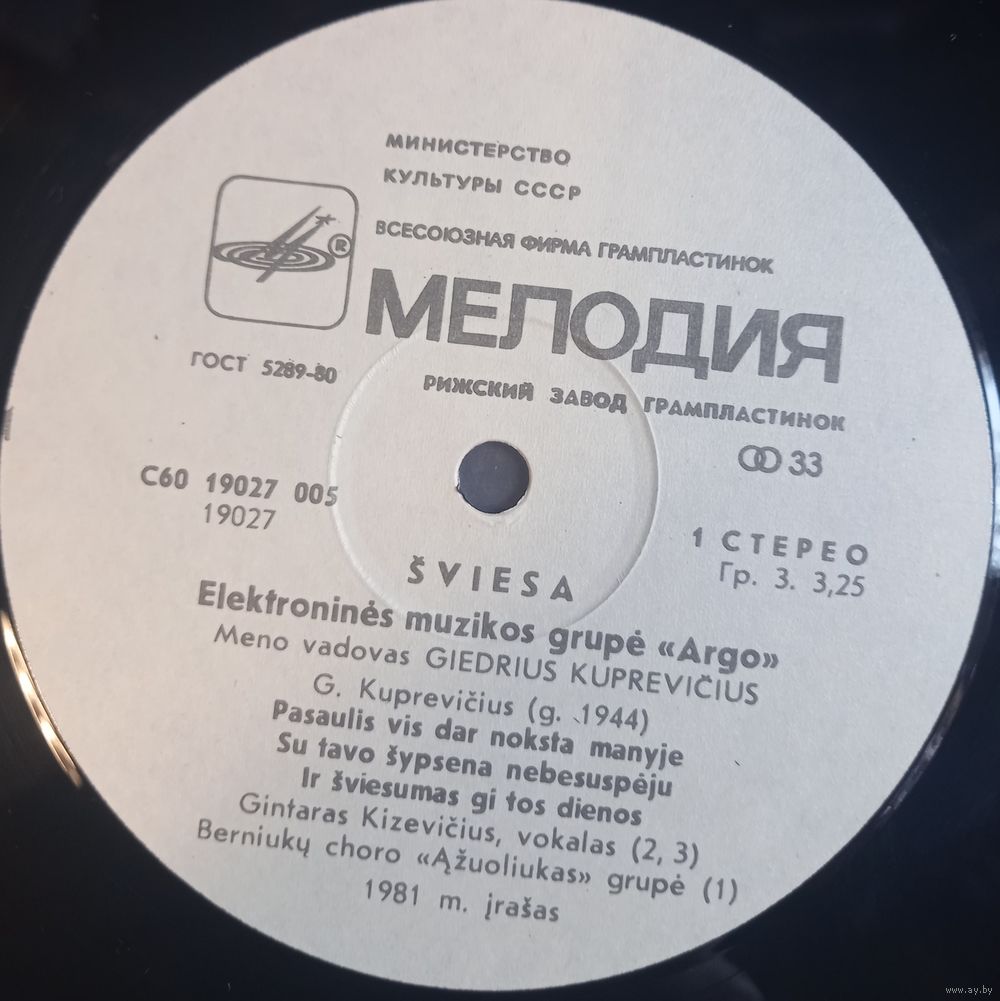 МИНИСТЕРСТВО
КУЛЬТУРЫ СССР
ВСЕСОЮЗНАЯ ФИРМА ГРАМПЛАСТИНОК
®
МЕЛОДИЯ
ГОСТ 5289-80
РИЖСКИЙ ЗАВОД ГРАМПЛАСТИНОК
33
С60 19027 005
19027
1 СТЕРЕО
Гр. 3. 3,25
ŠVIESA
Elektroninės muzikos grupė «Argo»
Meno vadovas GIEDRIUS KUPREVIČIUS
G. Kuprevičius (g. 1944)
Pasaulis vis dar noksta manyje
Su tavo šypsena nebesuspėju
Ir šviesumas gi tos dienos
Gintaras Kizevičius, vokalas (2, 3)
Berniukų choro «Ąžuoliukas» grupė (1)
1981 m. įrašas
www.ay.by